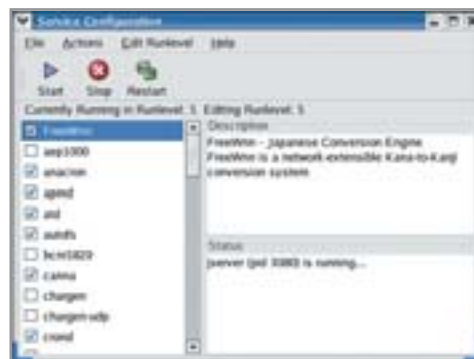 Service Configuration
File Actions Edit Runlevel Help
Start Stop Restart
Currently Running in Runlevel: 5 Editing Runlevel: 5
FreeWnn
aep1000
anacron
apmd
atd
autofs
bcm5820
canna
chargen
chargen-udp
crond
Description
FreeWnn - Japanese Conversion Engine
FreeWnn is a network-extensible Kana-to-Kanji
conversion system
Status
jserver (pid 3380) is running...